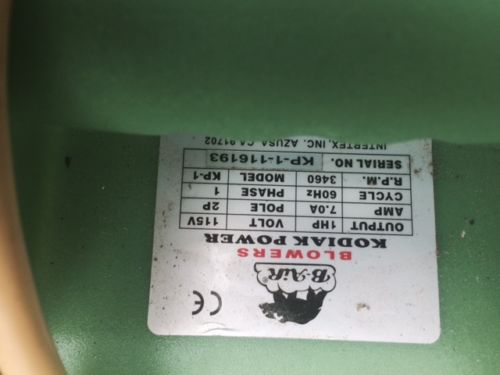 CE
B-AiR
BLOWERS
KODIAK POWER
OUTPUT 1HP VOLT 115V
AMP 7.0A POLE 2P
CYCLE 60Hz PHASE 1
R.P.M. 3460 MODEL KP-1
SERIAL NO. KP-1-116193
INTERTEX, INC. AZUSA, CA 91702